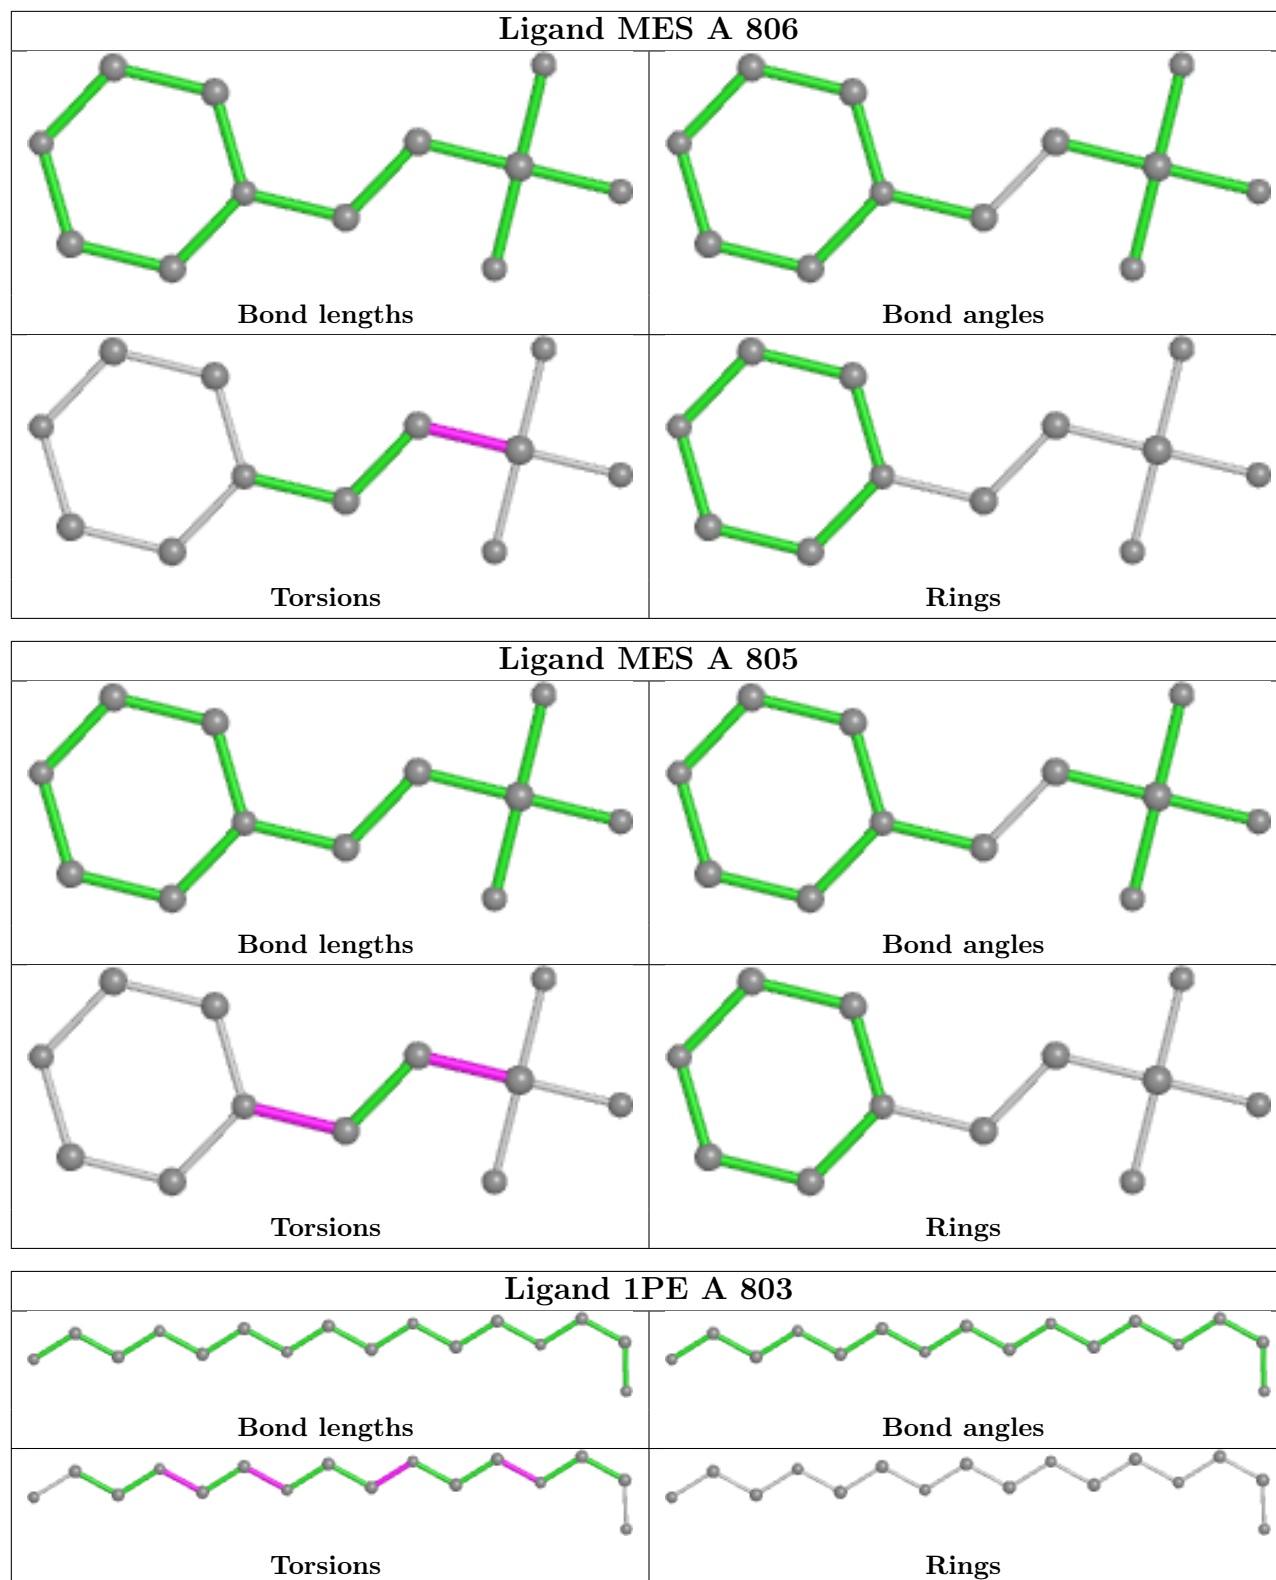 Ligand MES A 806
Bond lengths
Bond angles
Torsions
Rings
Ligand MES A 805
Bond lengths
Bond angles
Torsions
Rings
Ligand 1PE A 803
Bond lengths
Bond angles
Torsions
Rings